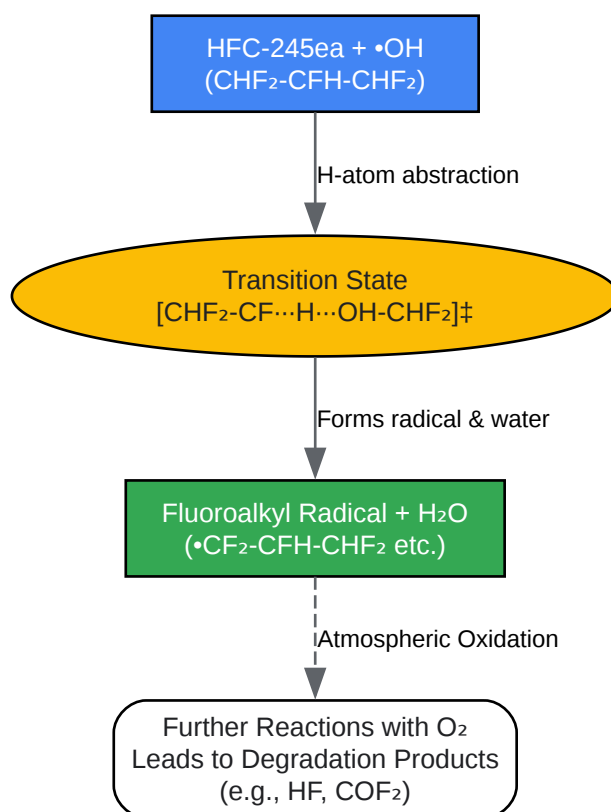 HFC-245ea + •OH
(CHF₂-CFH-CHF₂)
H-atom abstraction
Transition State
[CHF₂-CF···H···OH-CHF₂]‡
Forms radical & water
Fluoroalkyl Radical + H₂O
(•CF₂-CFH-CHF₂ etc.)
Atmospheric Oxidation
Further Reactions with O₂
Leads to Degradation Products
(e.g., HF, COF₂)